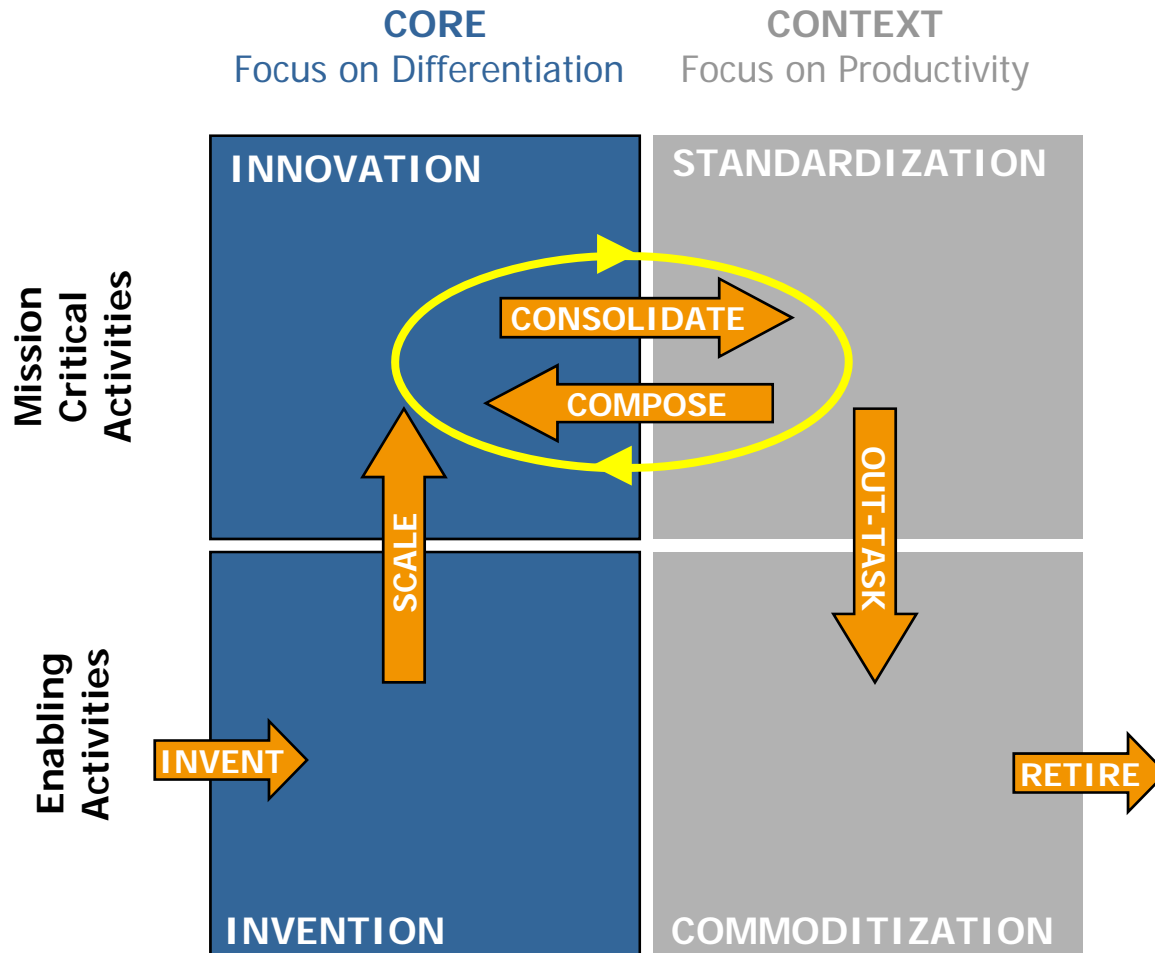 CORE
Focus on Differentiation
CONTEXT
Focus on Productivity
Mission
Critical
Activities
INNOVATION
STANDARDIZATION
CONSOLIDATE
COMPOSE
SCALE
OUT-TASK
Enabling
Activities
INVENT
RETIRE
INVENTION
COMMODITIZATION